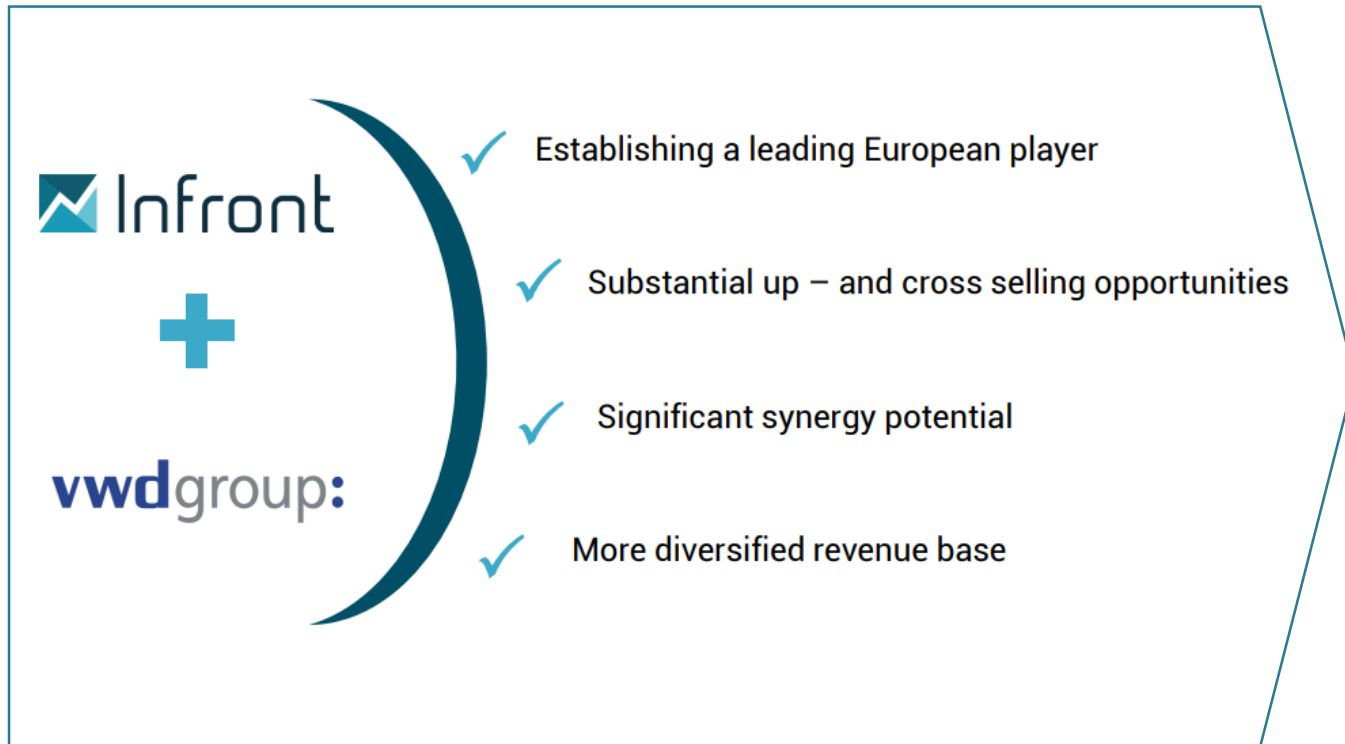 Infront
vwdgroup:
Establishing a leading European player
Substantial up – and cross selling opportunities
Significant synergy potential
More diversified revenue base